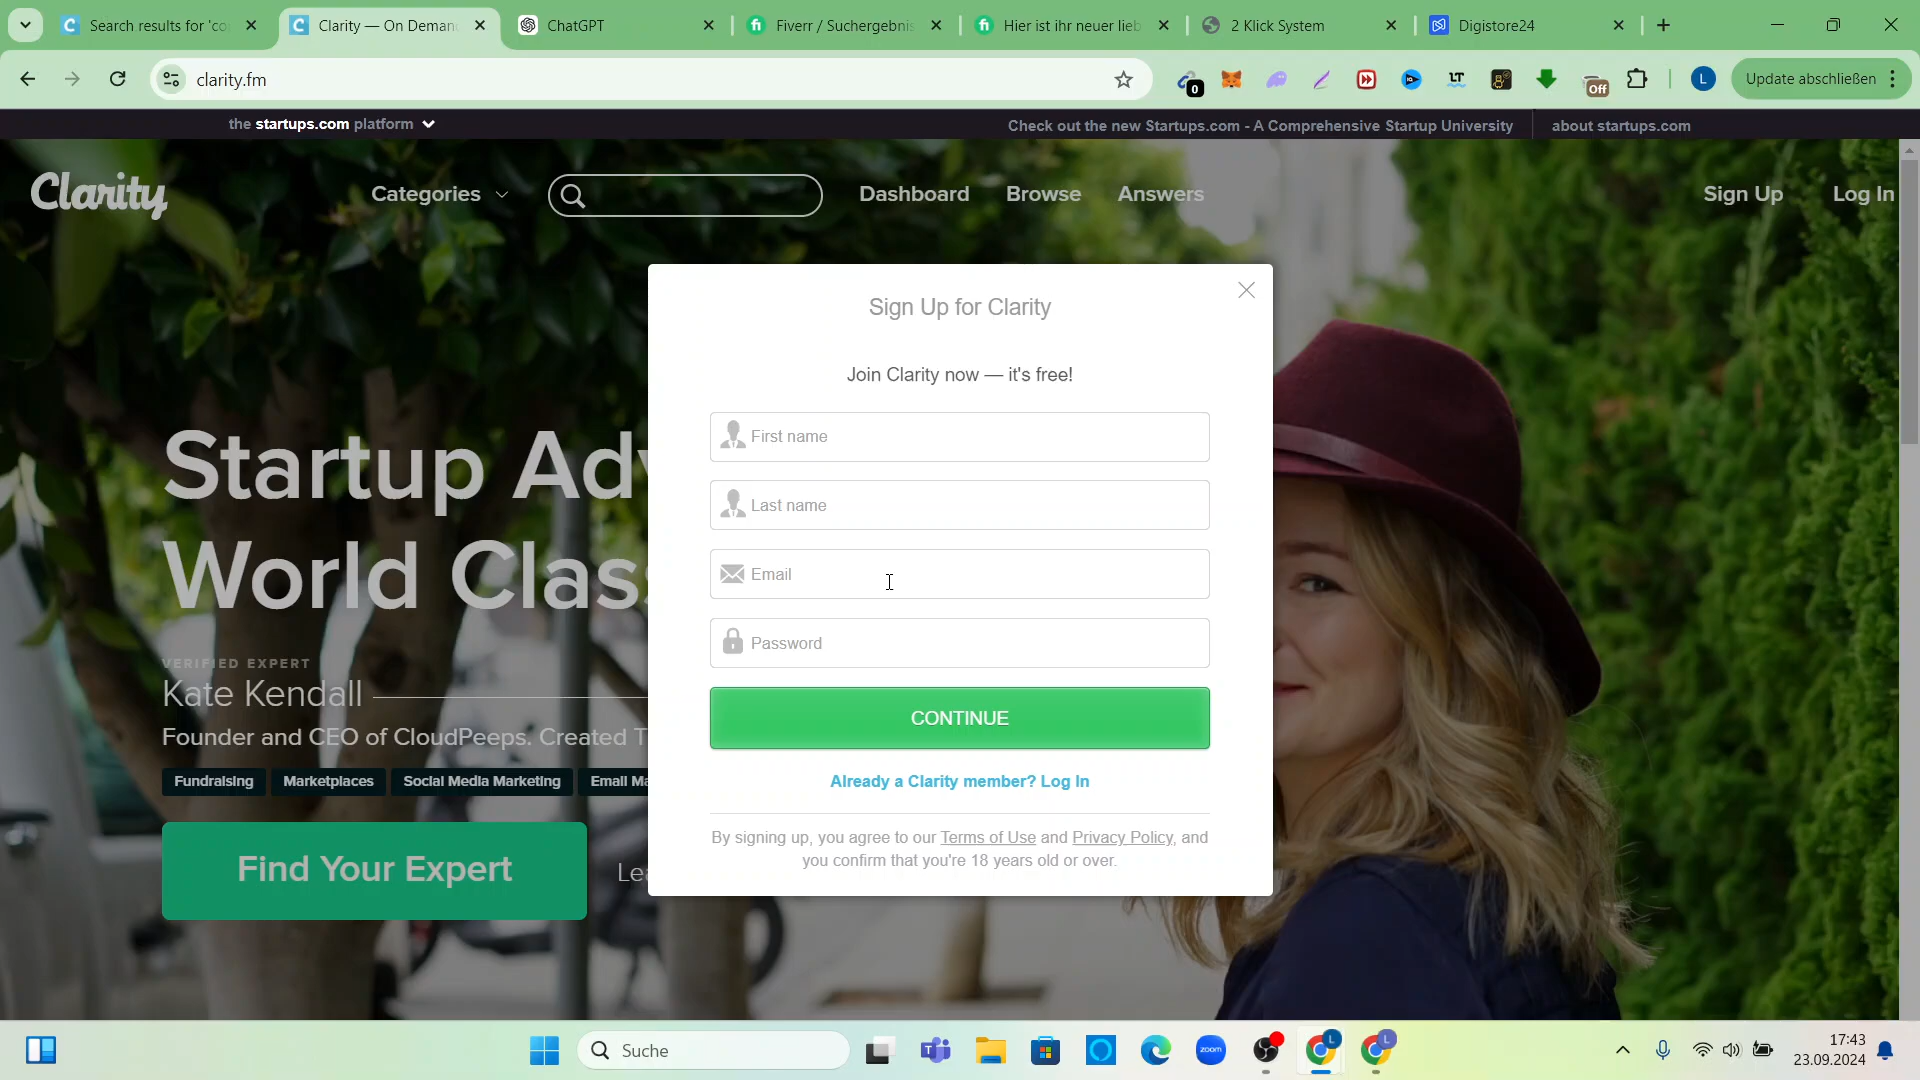 Search results for 'co
Clarity — On Deman
ChatGPT
Fiverr / Suchergebnis
Hier ist ihr neuer lieb
2 Klick System
Digistore24
clarity.fm
0
Off
L
Update abschließen
the startups.com platform
Check out the new Startups.com - A Comprehensive Startup University
about startups.com
Clarity
Categories
Dashboard
Browse
Answers
Sign Up
Log In
Sign Up for Clarity
Join Clarity now — it's free!
First name
Last name
Email
Password
CONTINUE
Already a Clarity member? Log In
By signing up, you agree to our Terms of Use and Privacy Policy, and
you confirm that you're 18 years old or over.
Startup Adv
World Clas
VERIFIED EXPERT
Kate Kendall
Founder and CEO of CloudPeeps. Created T
Fundraising
Marketplaces
Social Media Marketing
Email Ma
Find Your Expert
Lea
Suche
zoom
17:43
23.09.2024